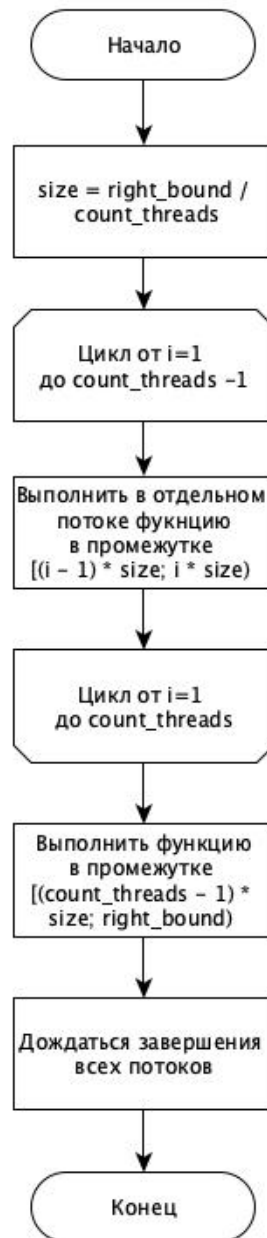 Начало
size = right_bound /
count_threads
Цикл от i=1
до count_threads -1
Выполнить в отдельном
потоке фукнцию
в промежутке
[(i - 1) * size; i * size)
Цикл от i=1
до count_threads
Выполнить функцию
в промежутке
[(count_threads - 1) *
size; right_bound)
Дождаться завершения
всех потоков
Конец